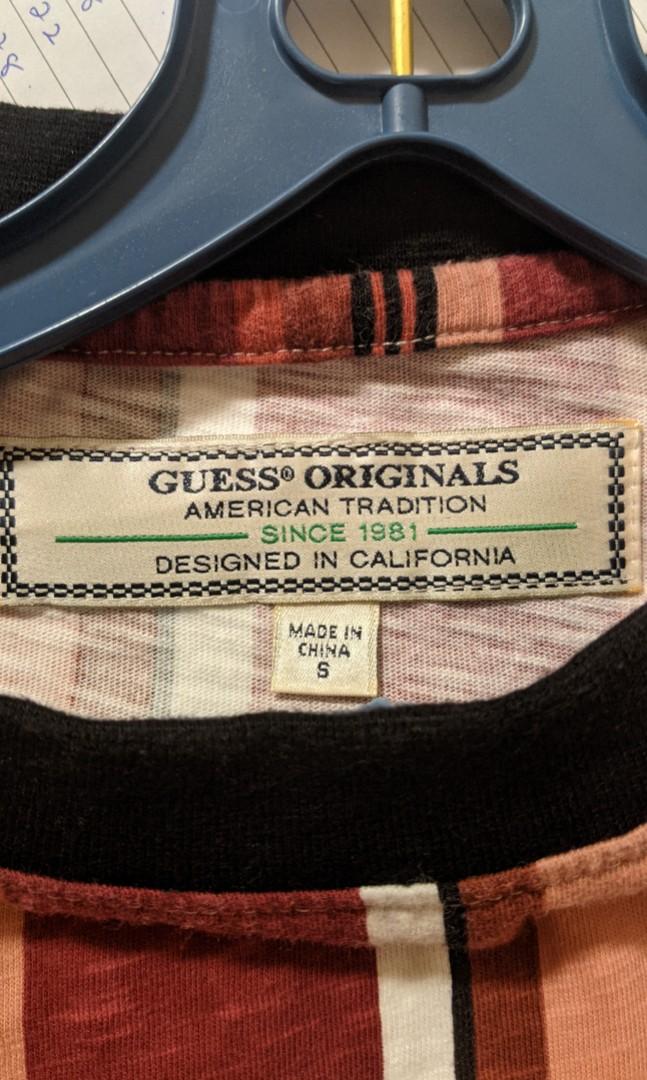 GUESS® ORIGINALS
AMERICAN TRADITION
SINCE 1981
DESIGNED IN CALIFORNIA
MADE IN
CHINA
S